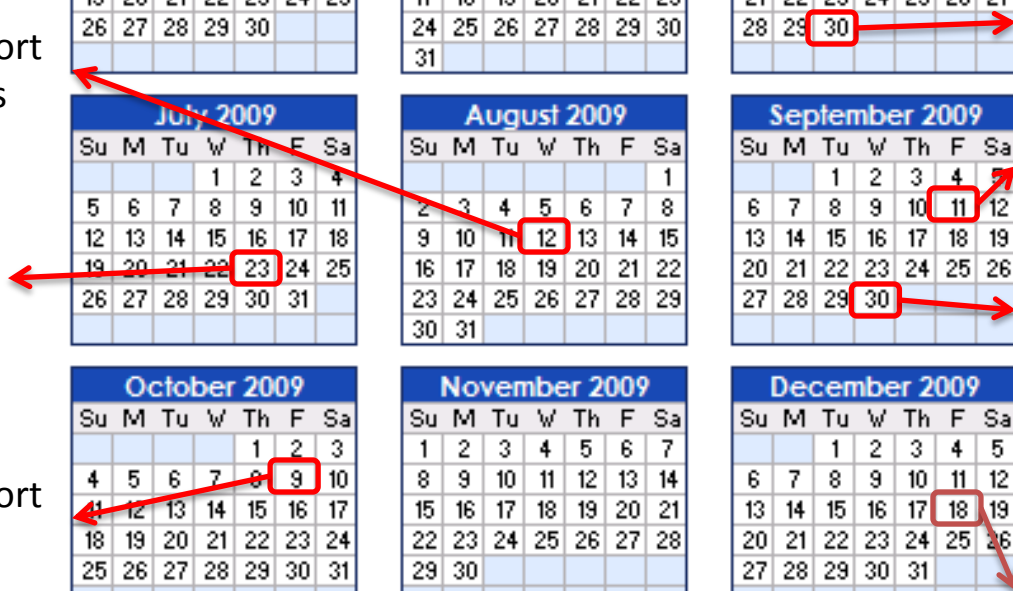 ort
s
ort
26 27 28 29 30
24 25 26 27 28 29 30
31
28 29 30
July 2009
Su M Tu W Th F Sa
1 2 3 4
5 6 7 8 9 10 11
12 13 14 15 16 17 18
19 20 21 22 23 24 25
26 27 28 29 30 31
August 2009
Su M Tu W Th F Sa
1
2 3 4 5 6 7 8
9 10 11 12 13 14 15
16 17 18 19 20 21 22
23 24 25 26 27 28 29
30 31
September 2009
Su M Tu W Th F Sa
1 2 3 4 5
6 7 8 9 10 11 12
13 14 15 16 17 18 19
20 21 22 23 24 25 26
27 28 29 30
October 2009
Su M Tu W Th F Sa
1 2 3
4 5 6 7 8 9 10
11 12 13 14 15 16 17
18 19 20 21 22 23 24
25 26 27 28 29 30 31
November 2009
Su M Tu W Th F Sa
1 2 3 4 5 6 7
8 9 10 11 12 13 14
15 16 17 18 19 20 21
22 23 24 25 26 27 28
29 30
December 2009
Su M Tu W Th F Sa
1 2 3 4 5
6 7 8 9 10 11 12
13 14 15 16 17 18 19
20 21 22 23 24 25 26
27 28 29 30 31